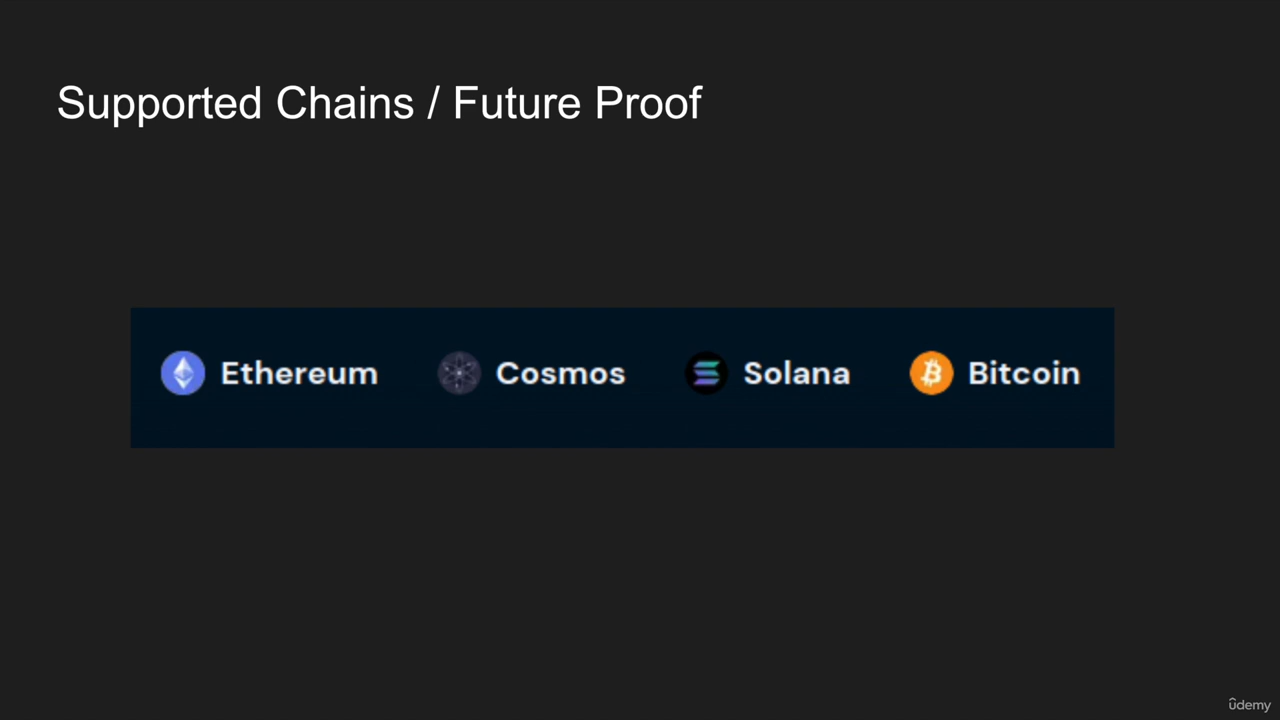 Supported Chains / Future Proof
Ethereum Cosmos Solana Bitcoin
ûdemy